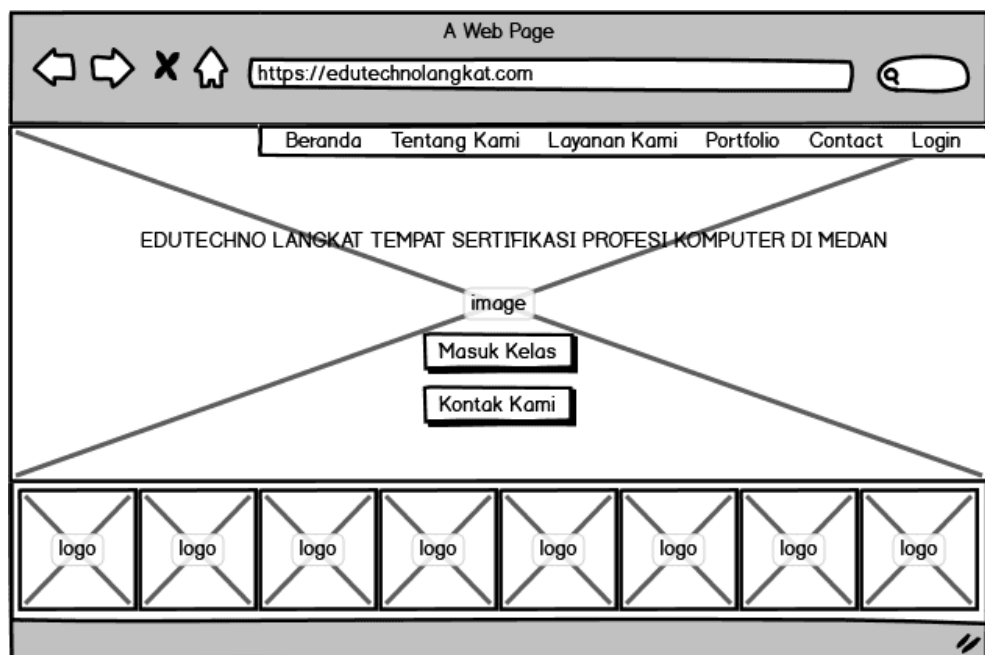 A Web Page
https://edutechnolangkat.com
Beranda Tentang Kami Layanan Kami Portfolio Contact Login
EDUTECHNO LANGKAT TEMPAT SERTIFIKASI PROFESI KOMPUTER DI MEDAN
image
Masuk Kelas
Kontak Kami
logo logo logo logo logo logo logo logo